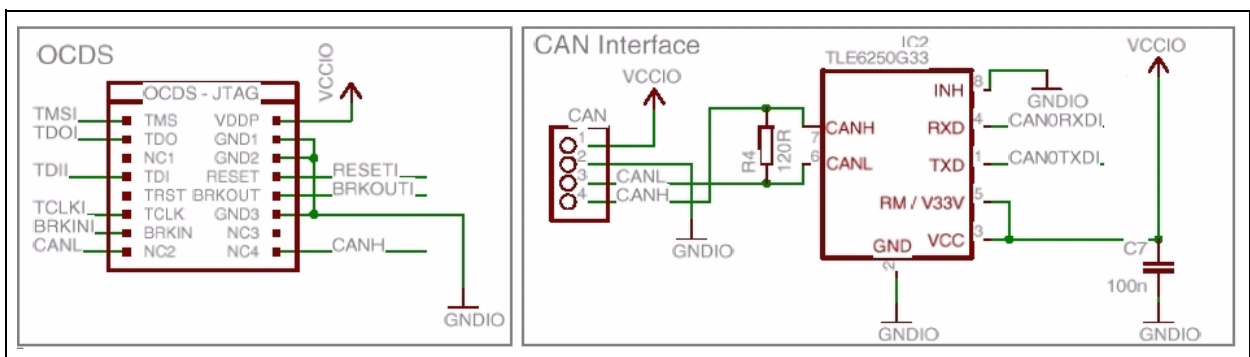 OCDS
VCCIO
OCDS - JTAG
TMSI TMS VDDP
TDOI TDO GND1
NC1 GND2
TDII TDI RESET RESETI
TRST BRKOUT BRKOUTI
TCLKI TCLK GND3
BRKINI BRKIN NC3
CANL NC2 NC4 CANH
GNDIO
CAN Interface
IC2
TLE6250G33
VCCIO
VCCIO
CAN
1
2
3 CANL
4 CANH
GNDIO
R4
120R
7 CANH
6 CANL
INH 8
GNDIO
RXD 4 CAN0RXDI
TXD 1 CAN0TXDI
RM / V33V 5
VCC 3
GND
2
GNDIO
C7
100n
GNDIO